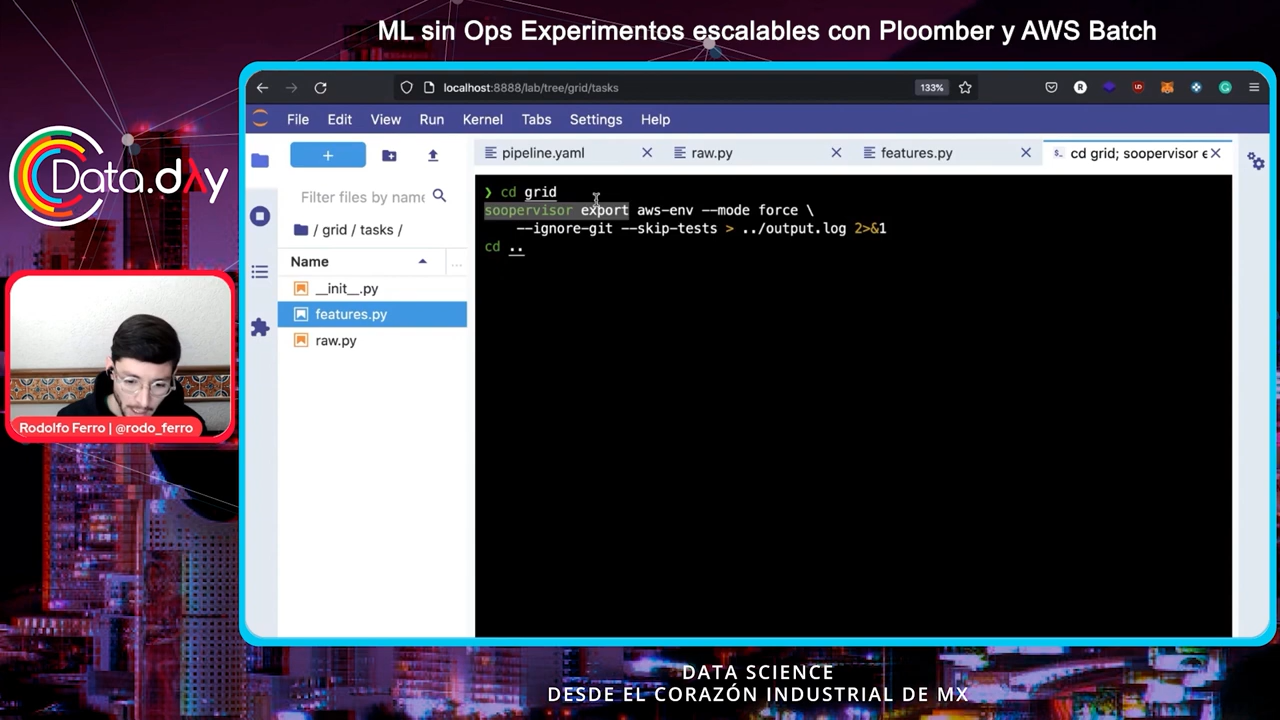 ML sin Ops Experimentos escalables con Ploomber y AWS Batch
Data.day
localhost:8888/lab/tree/grid/tasks
133%
File Edit View Run Kernel Tabs Settings Help
pipeline.yaml
raw.py
features.py
cd grid; soopervisor e
Filter files by name
/ grid / tasks /
Name
__init__.py
features.py
raw.py
❯ cd grid
soopervisor export aws-env --mode force \
--ignore-git --skip-tests > ../output.log 2>&1
cd ..
Rodolfo Ferro | @rodo_ferro
DATA SCIENCE
DESDE EL CORAZÓN INDUSTRIAL DE MX